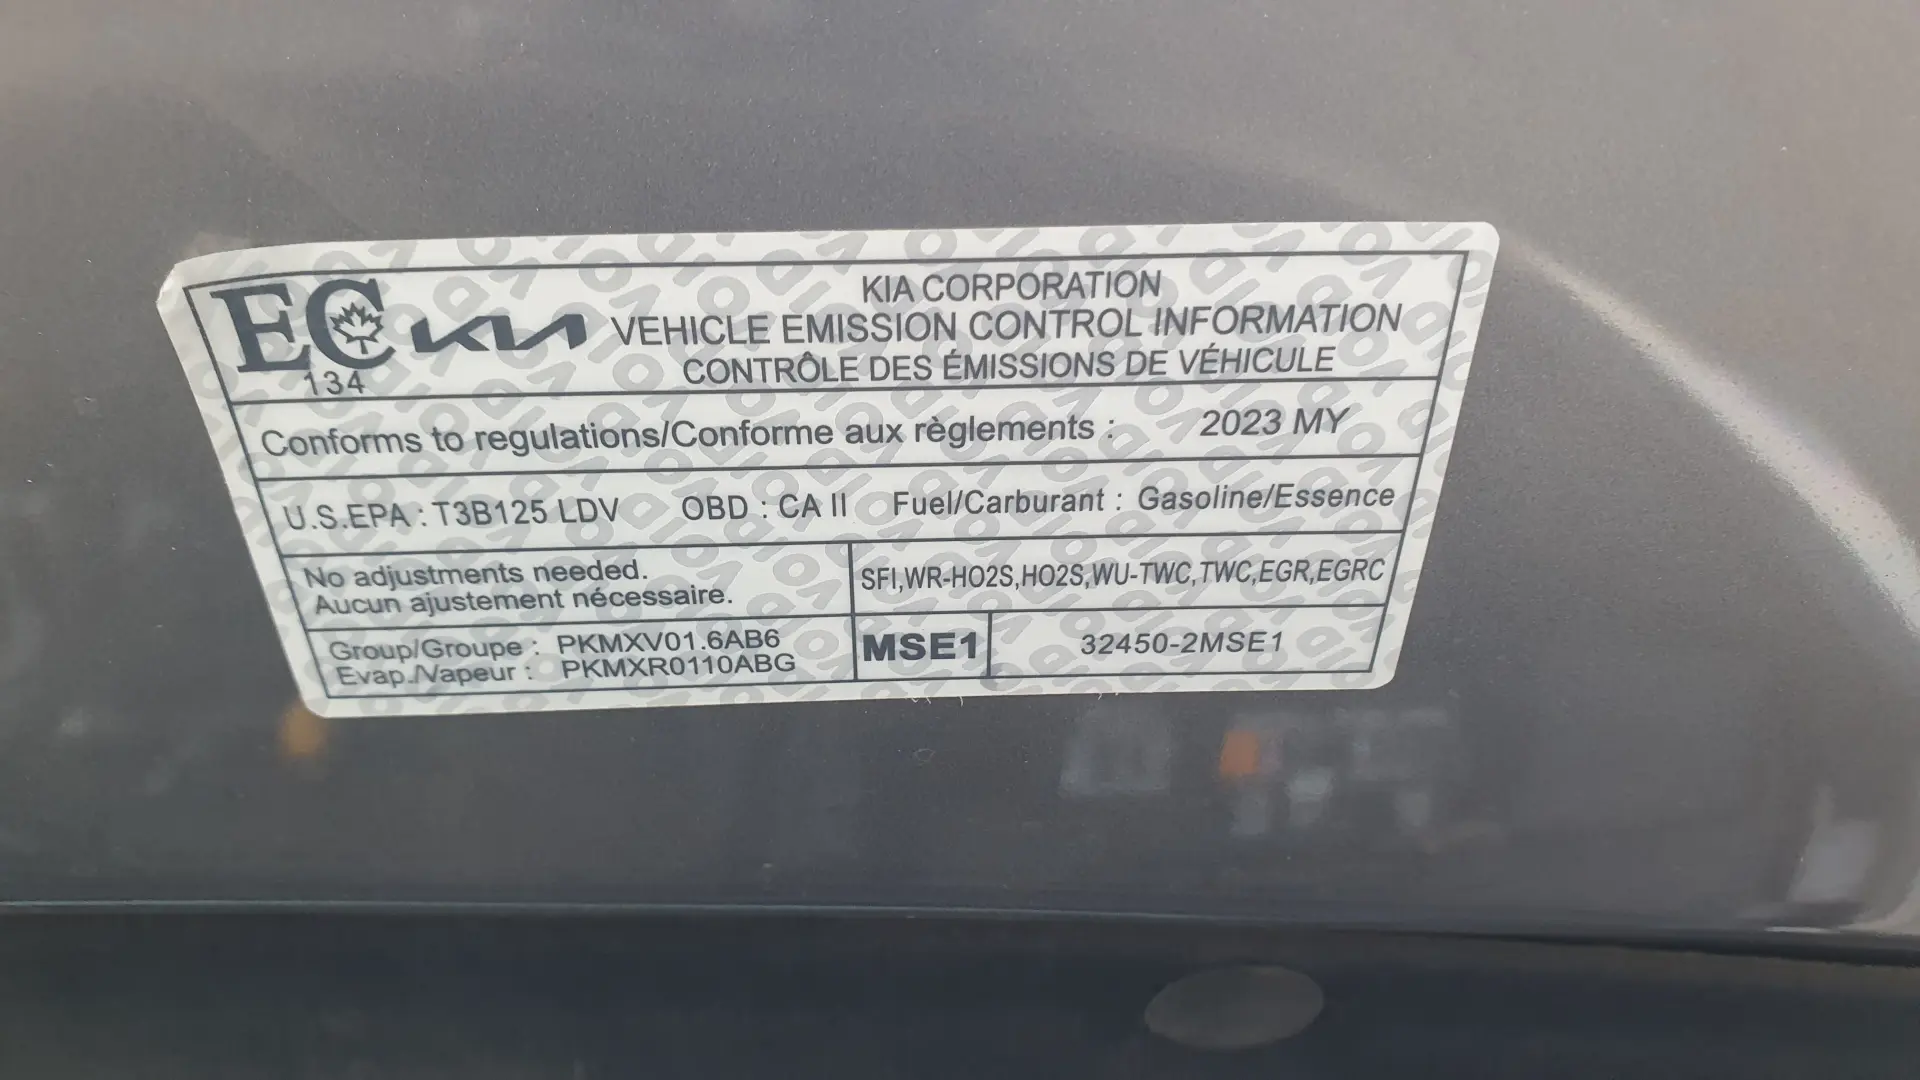 EC KIA
134
KIA CORPORATION
VEHICLE EMISSION CONTROL INFORMATION
CONTRÔLE DES ÉMISSIONS DE VÉHICULE
Conforms to regulations/Conforme aux règlements : 2023 MY
U.S.EPA : T3B125 LDV OBD : CA II Fuel/Carburant : Gasoline/Essence
No adjustments needed.
Aucun ajustement nécessaire.
SFI,WR-HO2S,HO2S,WU-TWC,TWC,EGR,EGRC
Group/Groupe : PKMXV01.6AB6
Evap./Vapeur : PKMXR0110ABG
MSE1
32450-2MSE1